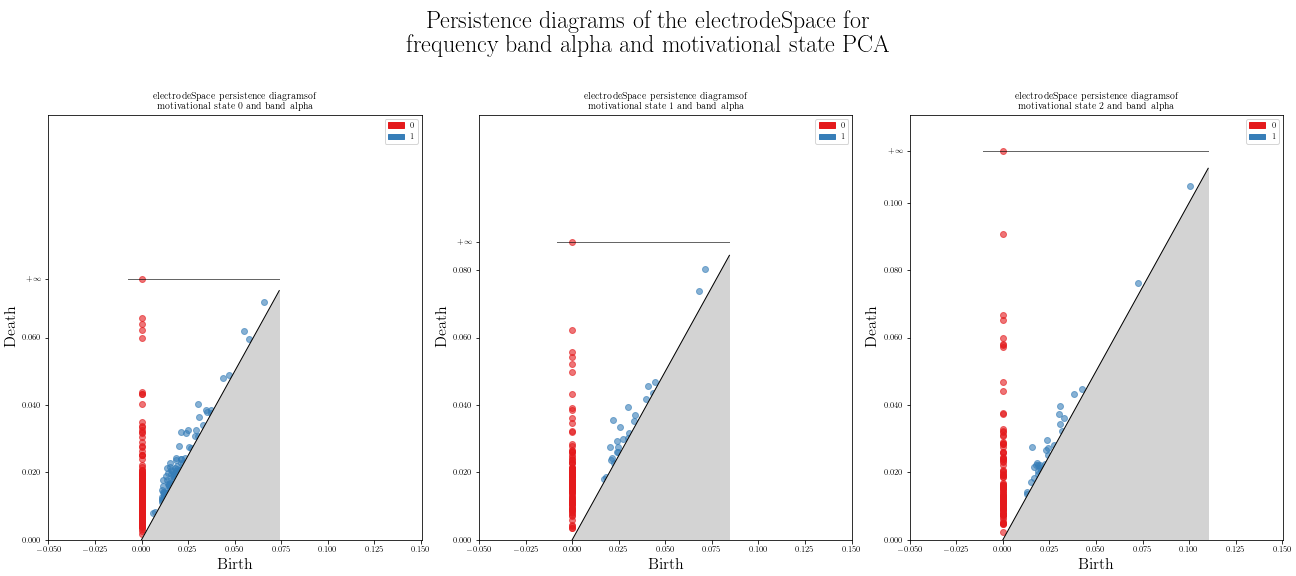 Persistence diagrams of the electrodeSpace for
frequency band alpha and motivational state PCA
electrodeSpace persistence diagramsof
motivational state 0 and band alpha
0
1
+∞
0.060
0.040
0.020
0.000
Death
−0.050 −0.025 0.000 0.025 0.050 0.075 0.100 0.125 0.150
Birth
electrodeSpace persistence diagramsof
motivational state 1 and band alpha
0
1
+∞
0.080
0.060
0.040
0.020
0.000
Death
−0.050 −0.025 0.000 0.025 0.050 0.075 0.100 0.125 0.150
Birth
electrodeSpace persistence diagramsof
motivational state 2 and band alpha
0
1
+∞
0.100
0.080
0.060
0.040
0.020
0.000
Death
−0.050 −0.025 0.000 0.025 0.050 0.075 0.100 0.125 0.150
Birth